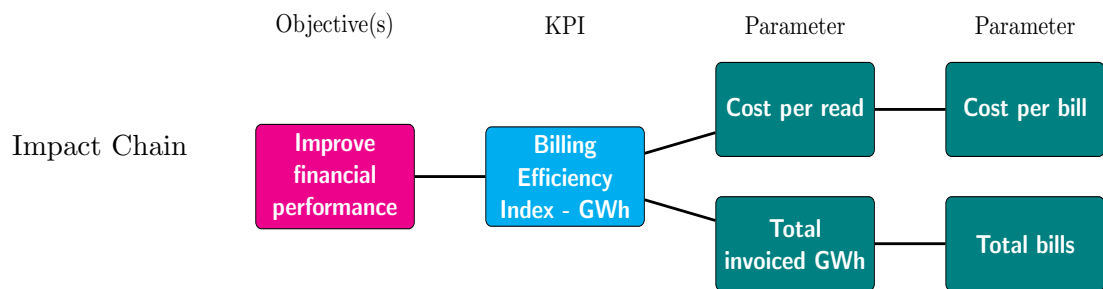 Objective(s) KPI Parameter Parameter
Impact Chain
Improve
financial
performance
Billing
Efficiency
Index - GWh
Cost per read
Cost per bill
Total
invoiced GWh
Total bills